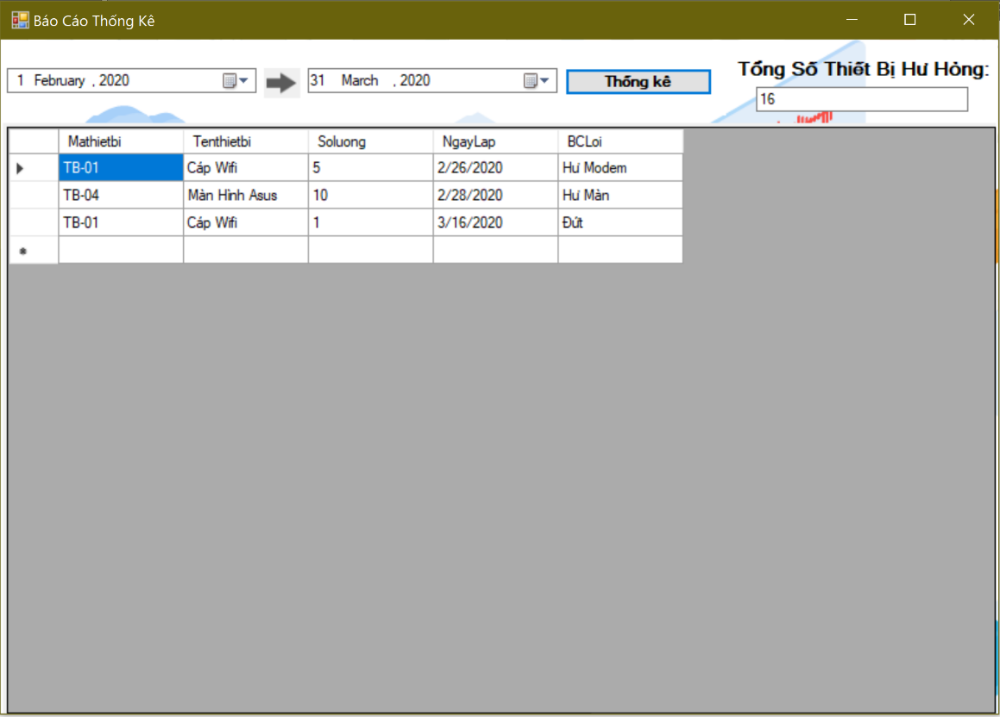 Báo Cáo Thống Kê
Tổng Số Thiết Bị Hư Hỏng:
1 February , 2020 31 March , 2020 Thống kê
16
Mathietbi Tenthietbi Soluong NgayLap BCLoi
TB-01 Cáp Wifi 5 2/26/2020 Hư Modem
TB-04 Màn Hình Asus 10 2/28/2020 Hư Màn
TB-01 Cáp Wifi 1 3/16/2020 Đứt